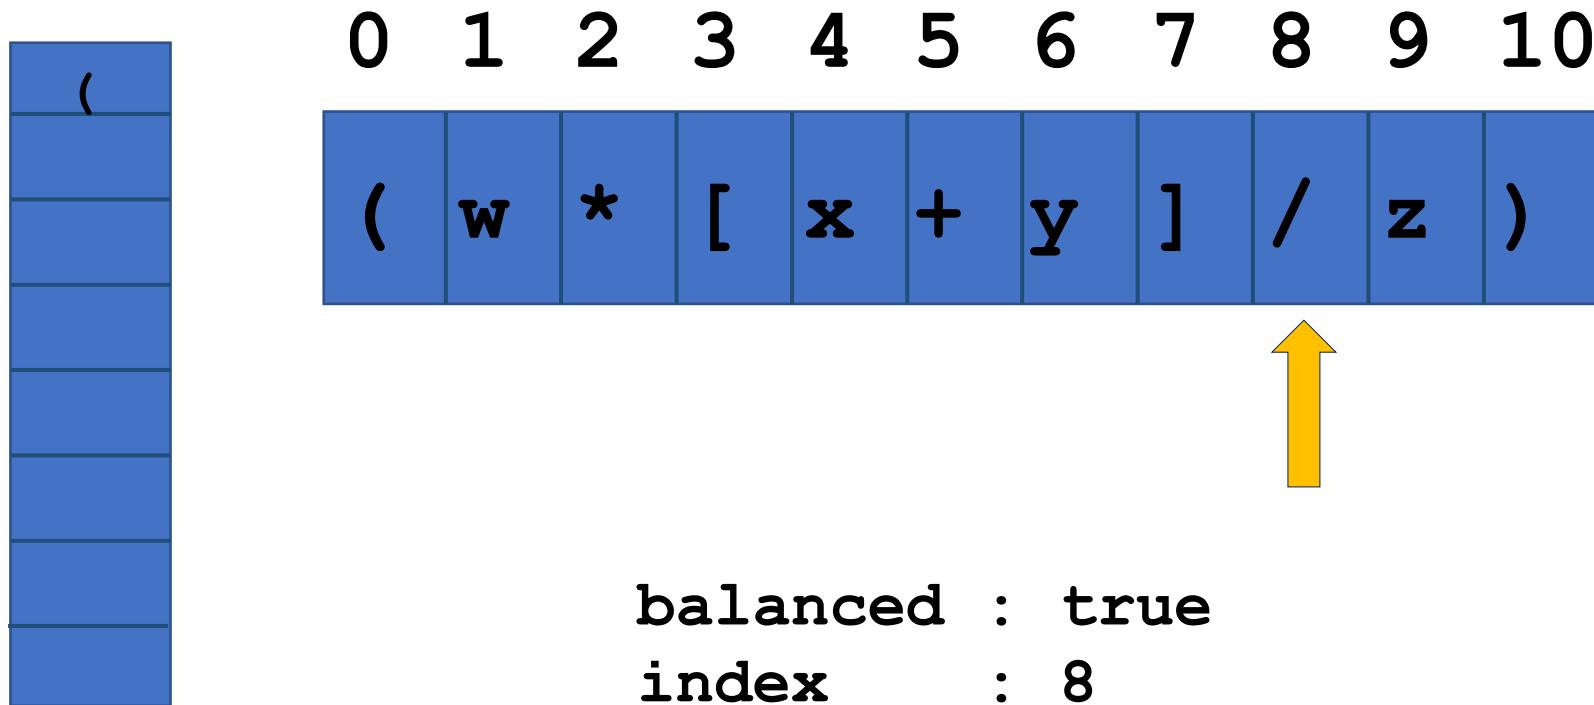 0 1 2 3 4 5 6 7 8 9 10
(
( w * [ x + y ] / z )
balanced : true
index : 8